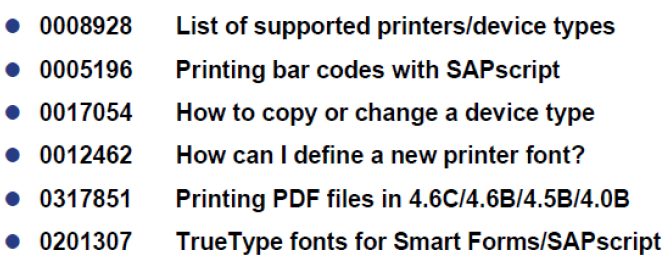 0008928 List of supported printers/device types
0005196 Printing bar codes with SAPscript
0017054 How to copy or change a device type
0012462 How can I define a new printer font?
0317851 Printing PDF files in 4.6C/4.6B/4.5B/4.0B
0201307 TrueType fonts for Smart Forms/SAPscript